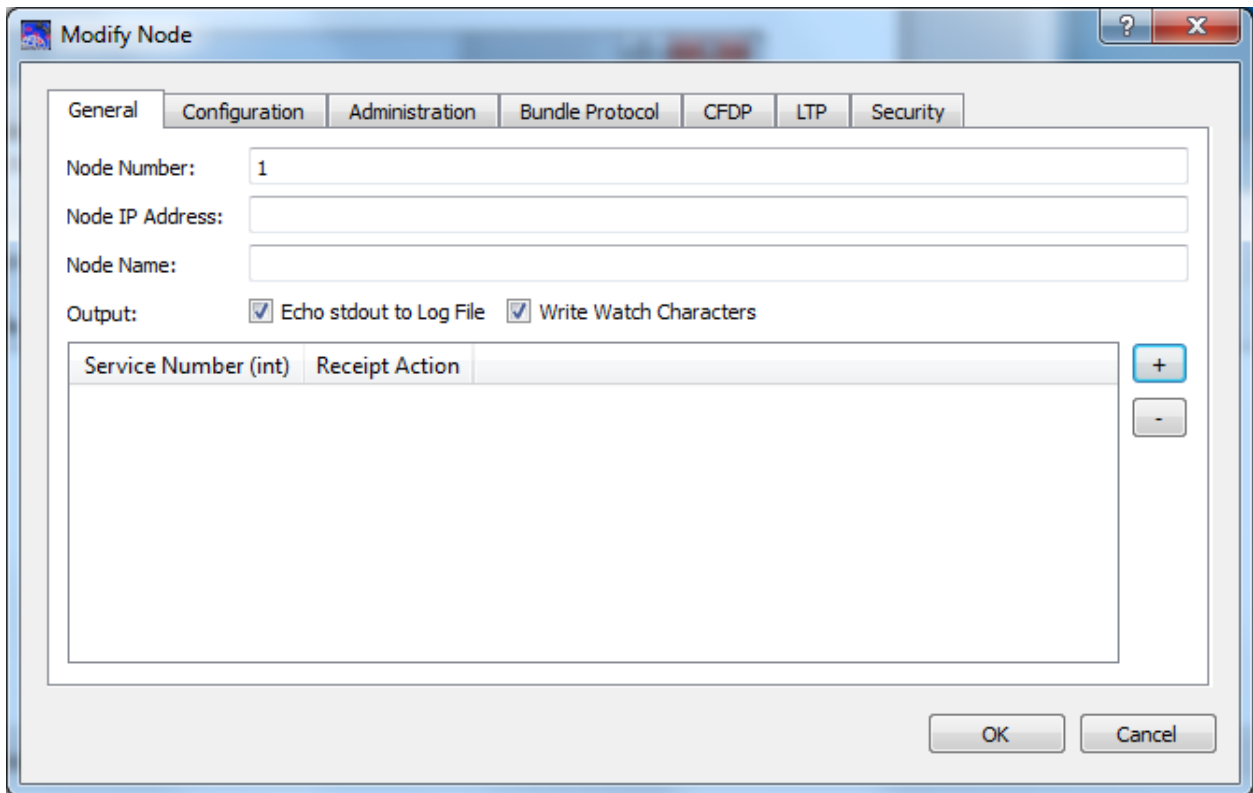 Modify Node
?
X
General Configuration Administration Bundle Protocol CFDP LTP Security
Node Number: 1
Node IP Address:
Node Name:
Output: Echo stdout to Log File Write Watch Characters
Service Number (int) Receipt Action
+
-
OK Cancel